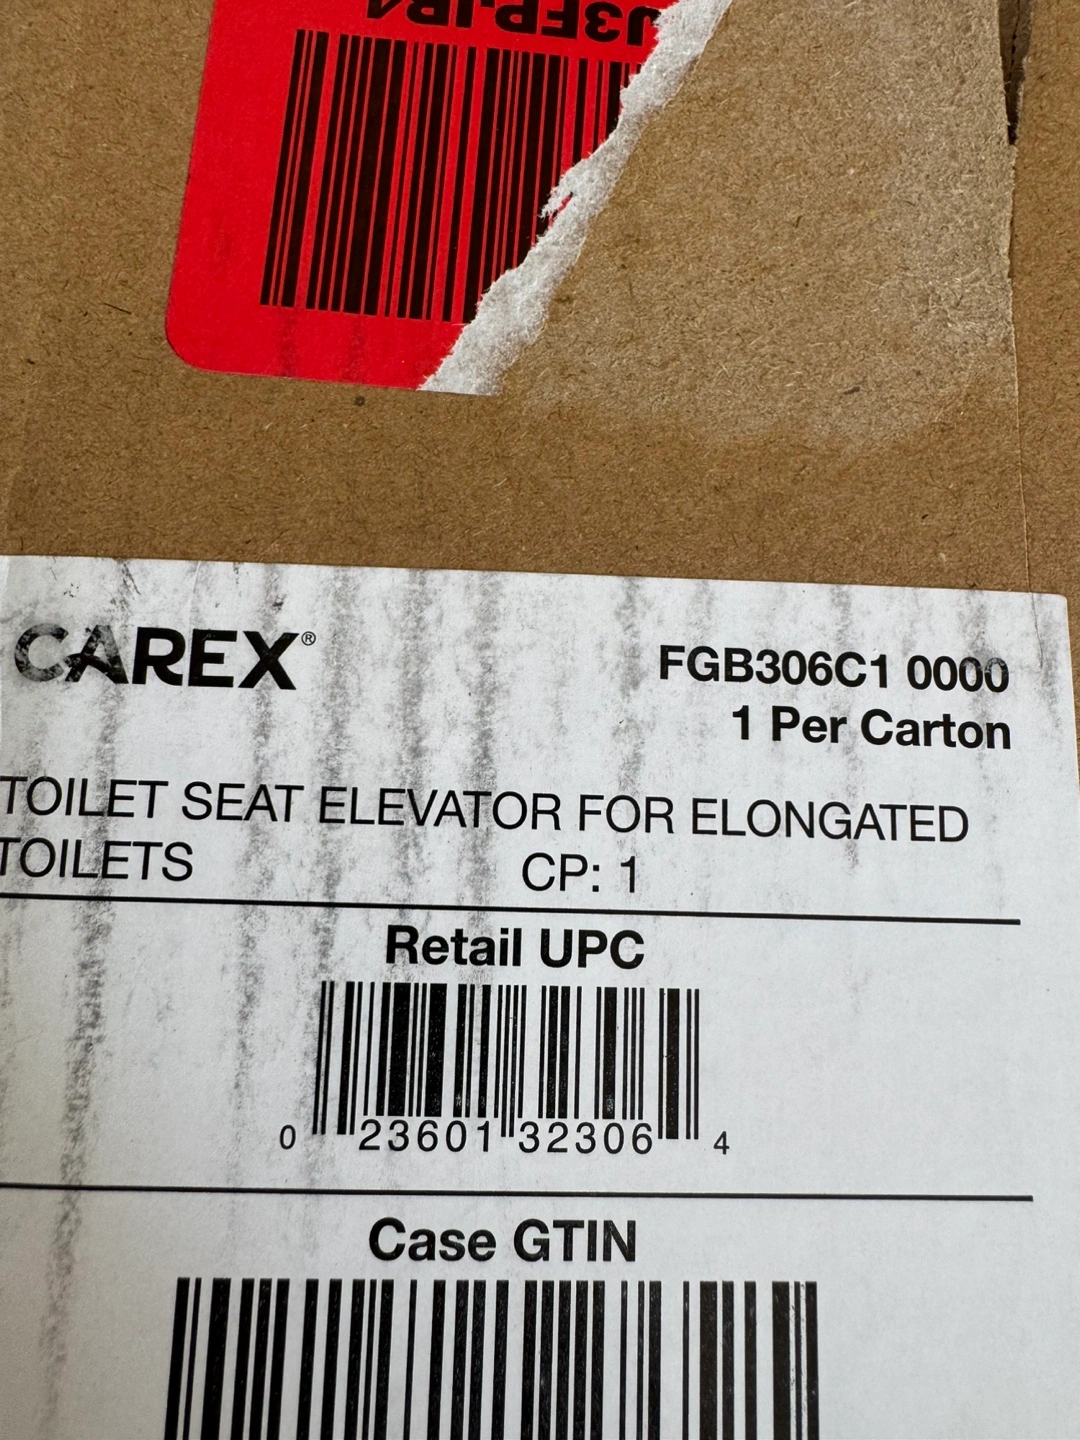 CAREX®
FGB306C1 0000
1 Per Carton
TOILET SEAT ELEVATOR FOR ELONGATED
TOILETS CP: 1
Retail UPC
0 23601 32306 4
Case GTIN